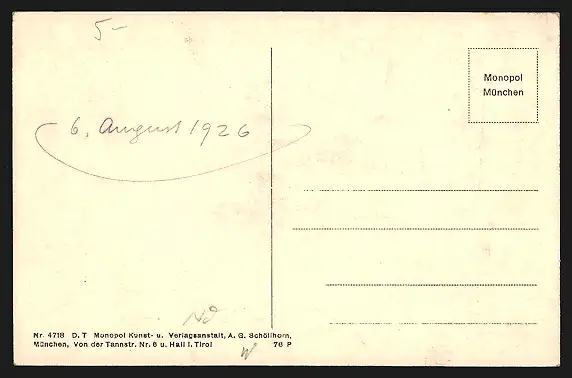 5-
Monopol
München
6. August 1926
Nr. 4718 D. T Monopol Kunst- u. Verlagsanstalt, A. G. Schöllhorn,
München, Von der Tannstr. Nr. 6 u. Hall i. Tirol 76 P